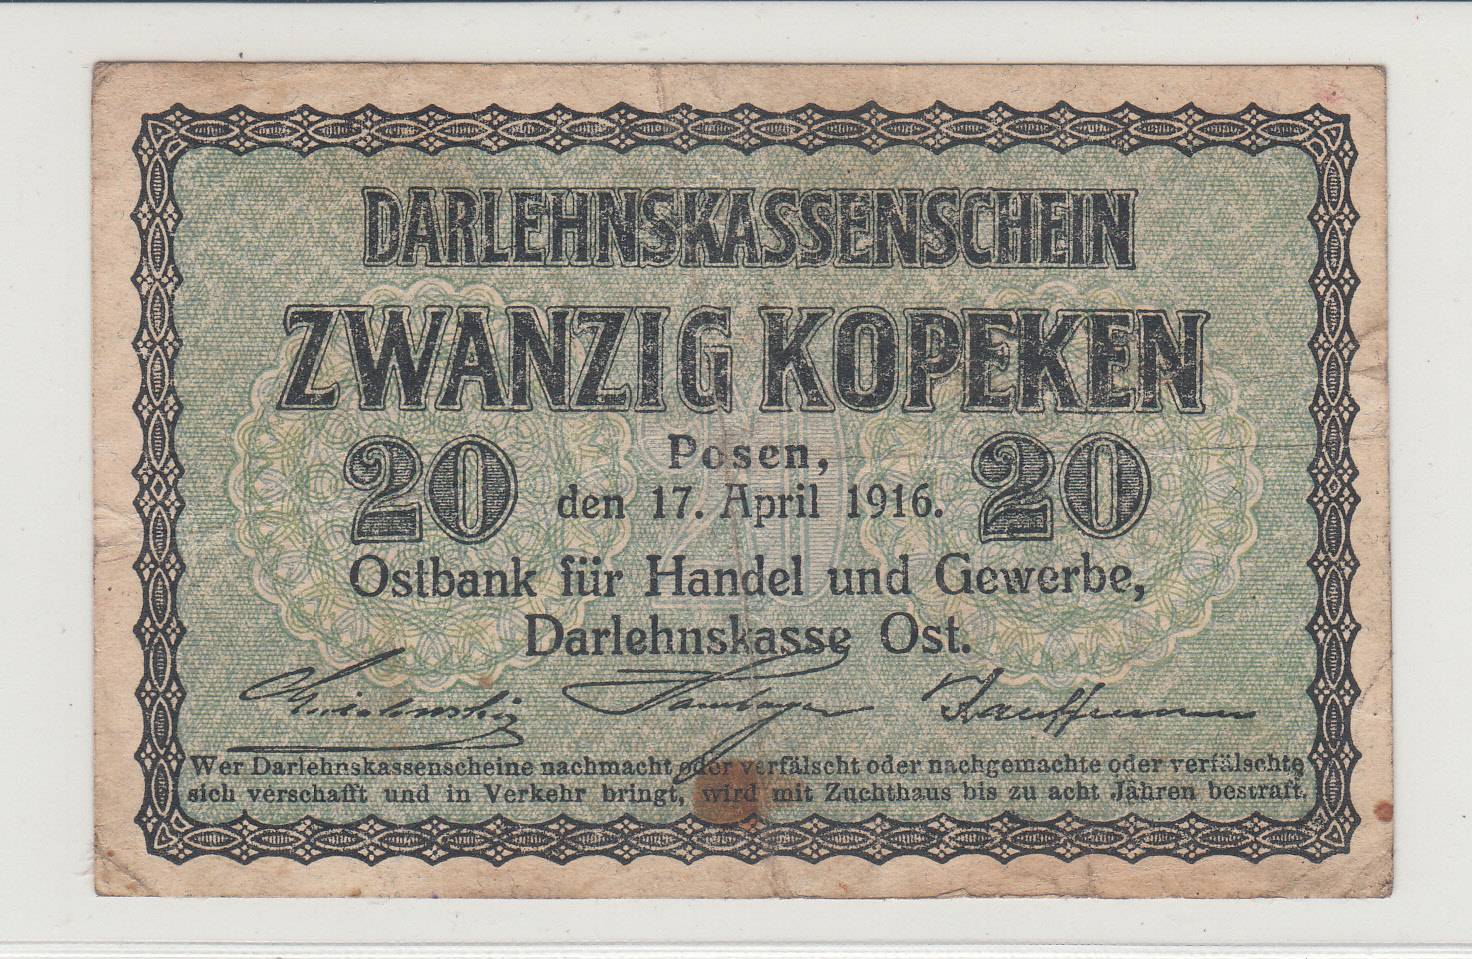 DARLEHNSKASSENSCHEIN
ZWANZIG KOPEKEN
20 Posen, 20
den 17. April 1916.
Ostbank für Handel und Gewerbe,
Darlehnskasse Ost.
Kauffmann
Wer Darlehnskassenscheine nachmacht oder verfälscht oder nachgemachte oder verfälschte
sich verschafft und in Verkehr bringt, wird mit Zuchthaus bis zu acht Jahren bestraft.